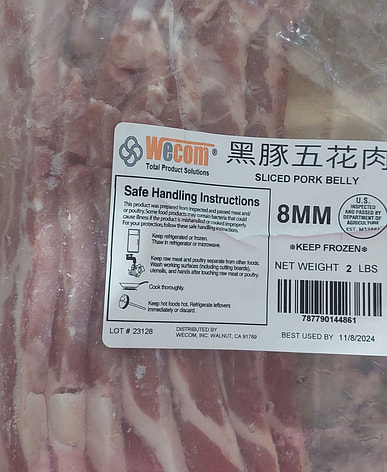 Wecom®
Total Product Solutions
黑豚五花肉
SLICED PORK BELLY
Safe Handling Instructions
This product was prepared from inspected and passed meat and/
or poultry. Some food products may contain bacteria that could
cause illness if the product is mishandled or cooked improperly.
For your protection, follow these safe handling instructions.
Keep refrigerated or frozen.
Thaw in refrigerator or microwave.
Keep raw meat and poultry separate from other foods.
Wash working surfaces (including cutting boards),
utensils, and hands after touching raw meat or poultry.
Cook thoroughly.
Keep hot foods hot. Refrigerate leftovers
immediately or discard.
8MM
U.S.
INSPECTED
AND PASSED BY
DEPARTMENT OF
AGRICULTURE
EST.
*KEEP FROZEN*
NET WEIGHT 2 LBS
787790144861
LOT # 23128
DISTRIBUTED BY
WECOM, INC. WALNUT, CA 91789
BEST USED BY 11/8/2024